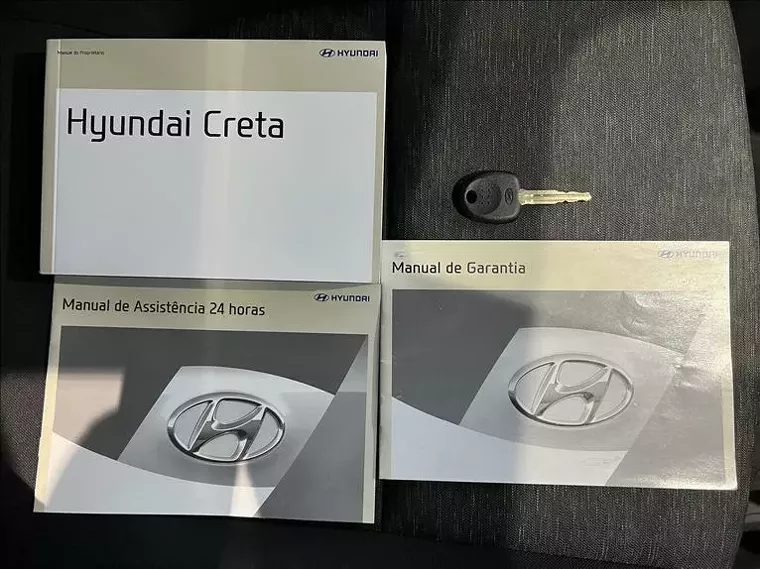 Manual do Proprietário
HYUNDAI
Hyundai Creta
Manual de Assistência 24 horas
HYUNDAI
Manual de Garantia
HYUNDAI